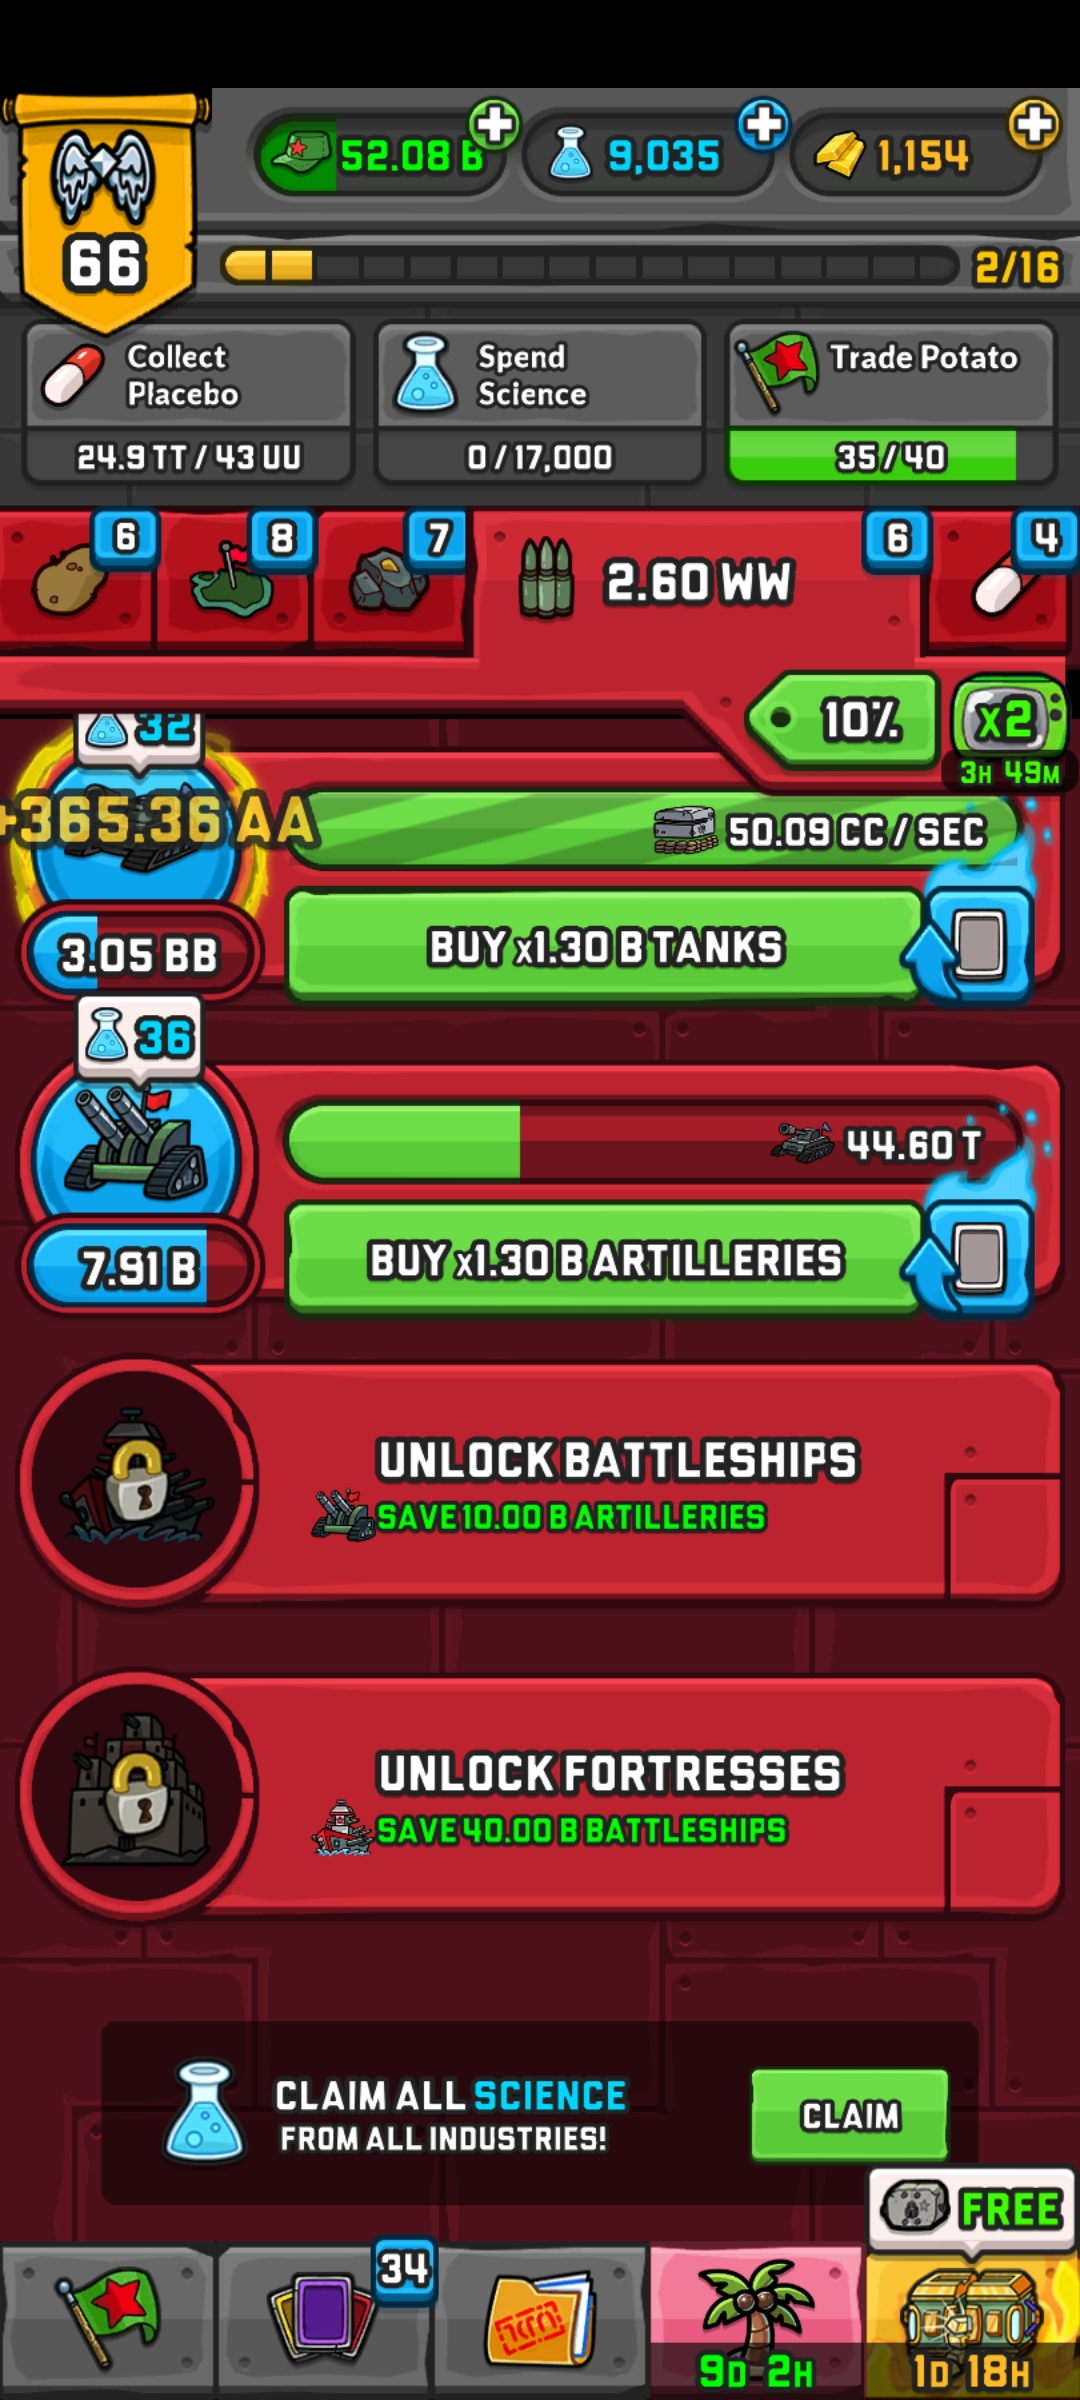 52.08 B
9,035
1,154
66
2/16
Collect
Placebo
24.9 TT / 43 UU
Spend
Science
0 / 17,000
Trade Potato
35 / 40
6
8
7
2.60 WW
6
4
10%
x2
3H 49M
32
+365.36 AA
50.09 CC / SEC
3.05 BB
BUY x1.30 B TANKS
36
44.60 T
7.91 B
BUY x1.30 B ARTILLERIES
UNLOCK BATTLESHIPS
SAVE 10.00 B ARTILLERIES
UNLOCK FORTRESSES
SAVE 40.00 B BATTLESHIPS
CLAIM ALL SCIENCE
FROM ALL INDUSTRIES!
CLAIM
FREE
34
9D 2H
1D 18H